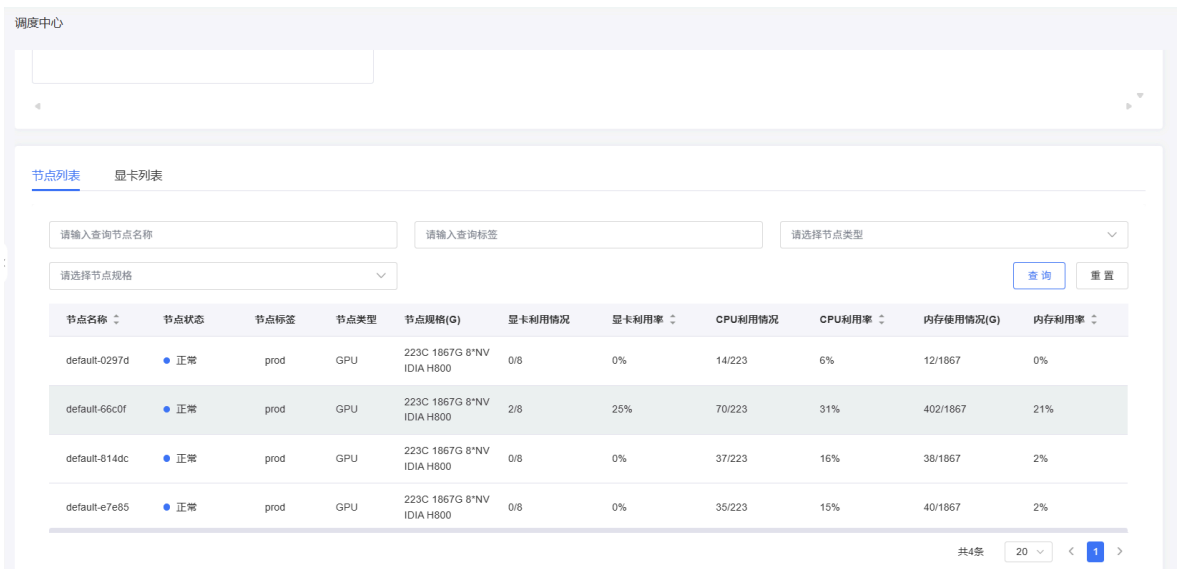 调度中心
节点列表 显卡列表
请输入查询节点名称 请输入查询标签 请选择节点类型
请选择节点规格 查 询 重 置
节点名称 节点状态 节点标签 节点类型 节点规格(G) 显卡利用情况 显卡利用率 CPU利用情况 CPU利用率 内存使用情况(G) 内存利用率
default-0297d 正常 prod GPU 223C 1867G 8*NV 0/8 0% 14/223 6% 12/1867 0%
IDIA H800
default-66c0f 正常 prod GPU 223C 1867G 8*NV 2/8 25% 70/223 31% 402/1867 21%
IDIA H800
default-814dc 正常 prod GPU 223C 1867G 8*NV 0/8 0% 37/223 16% 38/1867 2%
IDIA H800
default-e7e85 正常 prod GPU 223C 1867G 8*NV 0/8 0% 35/223 15% 40/1867 2%
IDIA H800
共4条 20 1